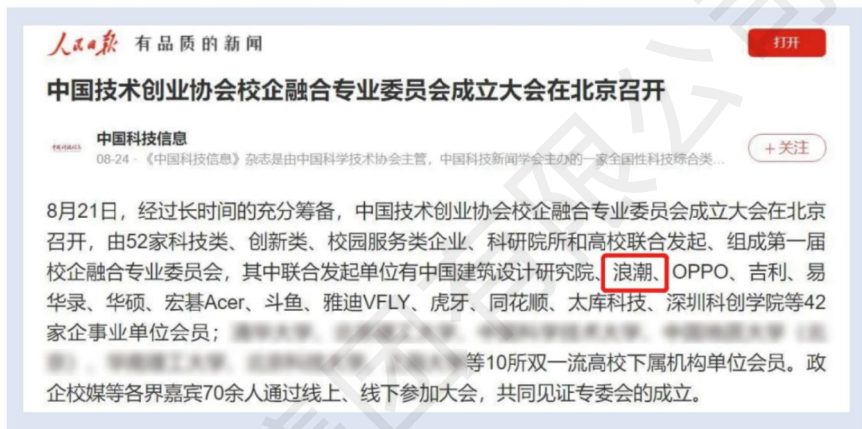 人民日报 有品质的新闻
打开
中国技术创业协会校企融合专业委员会成立大会在北京召开
中国科技信息
08-24 · 《中国科技信息》杂志是由中国科学技术协会主管，中国科技新闻学会主办的一家全国性科技综合类...
+关注
8月21日，经过长时间的充分筹备，中国技术创业协会校企融合专业委员会成立大会在北京
召开，由52家科技类、创新类、校园服务类企业、科研院所和高校联合发起、组成第一届
校企融合专业委员会，其中联合发起单位有中国建筑设计研究院、浪潮、OPPO、吉利、易
华录、华硕、宏碁Acer、斗鱼、雅迪VFLY、虎牙、同花顺、太库科技、深圳科创学院等42
家企事业单位会员；
等10所双一流高校下属机构单位会员。政
企校媒等各界嘉宾70余人通过线上、线下参加大会，共同见证专委会的成立。